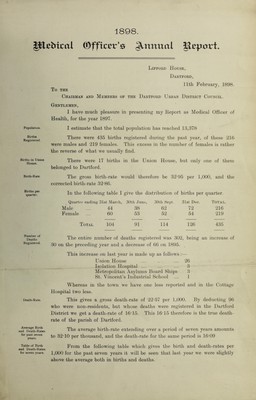 1898.
Medical Officer's Annual Report.
Lifford House,
Dartford,
11th February, 1898.
To the
Chairman and Members of the Dartford Urban District Council.
Gentlemen,
I have much pleasure in presenting my Report as Medical Officer of
Health, for the year 1897.
Population
I estimate that the total population has reached 13,370
Births Registered
There were 435 births registered during the past year, of these 216
were males and 219 females. This excess in the number of females is rather
the reverse of what we usually find.
Births in Union House
There were 17 births in the Union House, but only one of them
belonged to Dartford.
Birth-Rate
The gross birth-rate would therefore be 32·95 per 1,000, and the
corrected birth-rate 32·86.
Births per quarter.
In the following table I give the distribution of births per quarter
Quarter ending 31st March, 30th June, 30th Sept. 31st Dec. Total.
Male ... 44 38 62 72 216
Female ... 60 53 52 54 219
Total 104 91 114 126 435
Number of Deaths Registered
The entire number of deaths registered was 302, being an increase of
50 on the preceding year and a decrease of 66 on 1895.
This increase on last year is made up as follows:—
Union House ... 36
Isolation Hospital ... 8
Metropolitan Asylums Board Ships 5
St. Vincent's Industrial School ... 1
Whereas in the town we have one less reported and in the Cottage
Hospital two less.
Death-Rate
This gives a gross death-rate of 22·87 per 1,000. By deducting 90
who were non-residents, but whose deaths were registered in the Dartford
District we get a death-rate of 16·15. This 16·15 therefore is the true death-
rate of the parish of Dartford.
Average Birth and Death-Rates for past seven years
The average birth-rate extending over a period of seven years amounts
to 32·10 per thousand, and the death-rate for the same period to 16·09
Table of Birth and Death-Rates for seven years
From the following table which gives the birth and death-rates per
1,000 for the past seven years it will be seen that last year we were slightly
above the average both in births and deaths.